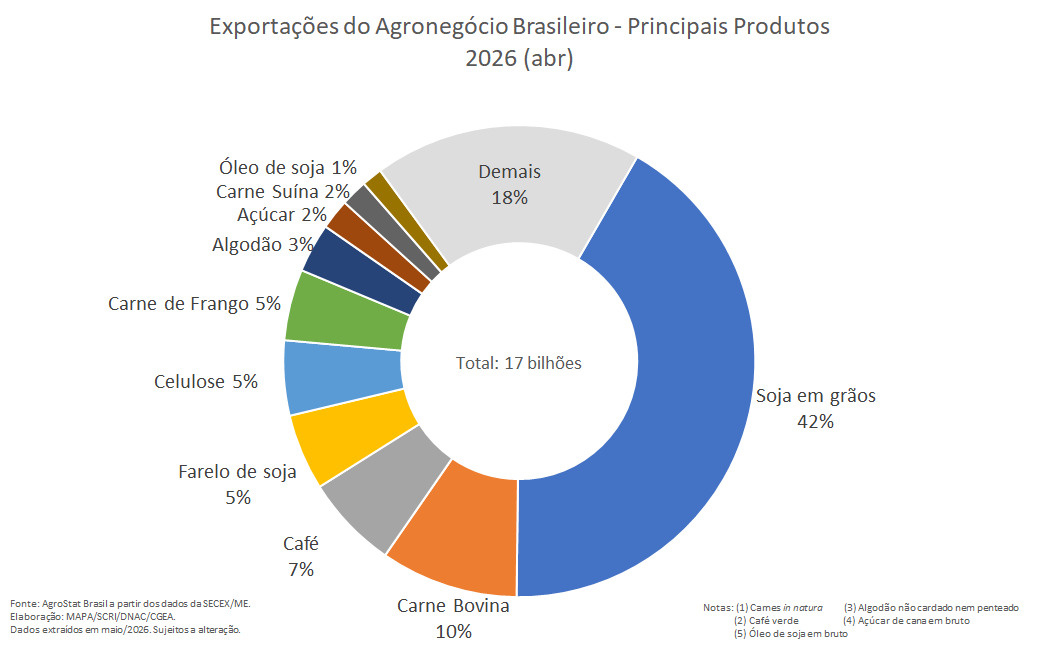 Exportações do Agronegócio Brasileiro - Principais Produtos
2026 (abr)
Demais
18%
Óleo de soja 1%
Carne Suína 2%
Açúcar 2%
Algodão 3%
Carne de Frango 5%
Celulose 5%
Farelo de soja
5%
Café
7%
Carne Bovina
10%
Soja em grãos
42%
Total: 17 bilhões
Fonte: AgroStat Brasil a partir dos dados da SECEX/ME.
Elaboração: MAPA/SCRI/DNAC/CGEA.
Dados extraídos em maio/2026. Sujeitos a alteração.
Notas: (1) Carnes in natura (3) Algodão não cardado nem penteado
(2) Café verde (4) Açúcar de cana em bruto
(5) Óleo de soja em bruto